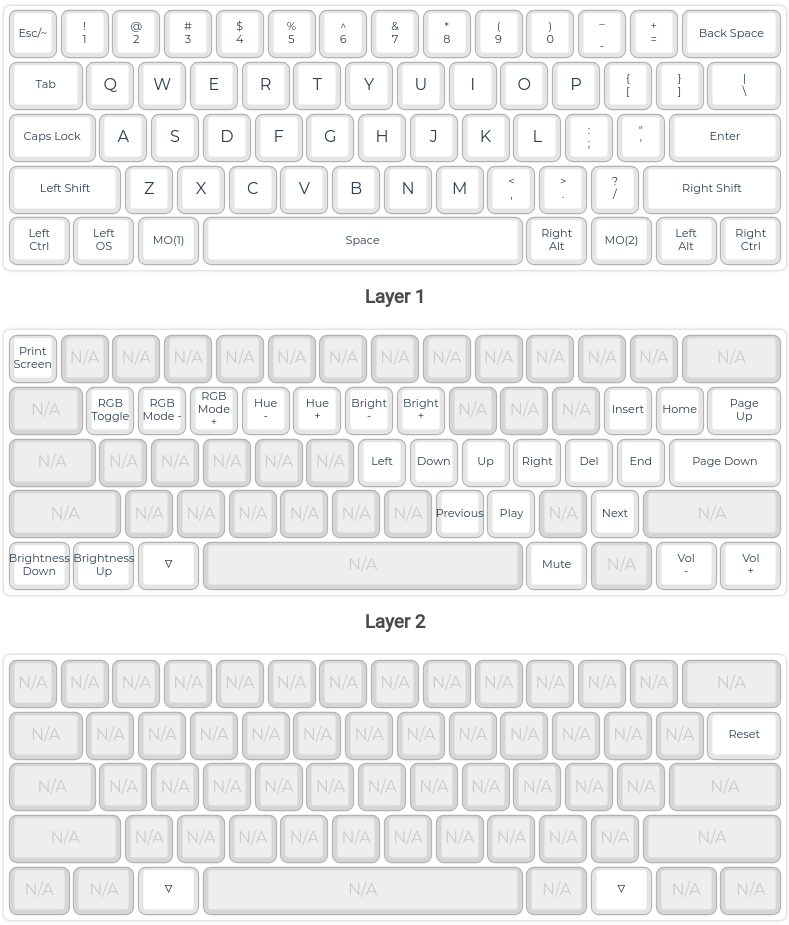 Esc/~ ! 1 @ 2 # 3 $ 4 % 5 ^ 6 & 7 * 8 ( 9 ) 0 _ - + = Back Space
Tab Q W E R T Y U I O P { [ } ] | \
Caps Lock A S D F G H J K L : ; " ' Enter
Left Shift Z X C V B N M < , > . ? / Right Shift
Left Ctrl Left OS MO(1) Space Right Alt MO(2) Left Alt Right Ctrl
Layer 1
Print Screen N/A N/A N/A N/A N/A N/A N/A N/A N/A N/A N/A N/A N/A
N/A RGB Toggle RGB Mode - RGB Mode + Hue - Hue + Bright - Bright + N/A N/A N/A Insert Home Page Up
N/A N/A N/A N/A N/A N/A Left Down Up Right Del End Page Down
N/A N/A N/A N/A N/A N/A N/A Previous Play N/A Next N/A
Brightness Down Brightness Up ▽ N/A Mute N/A Vol - Vol +
Layer 2
N/A N/A N/A N/A N/A N/A N/A N/A N/A N/A N/A N/A N/A N/A
N/A N/A N/A N/A N/A N/A N/A N/A N/A N/A N/A N/A N/A Reset
N/A N/A N/A N/A N/A N/A N/A N/A N/A N/A N/A N/A N/A
N/A N/A N/A N/A N/A N/A N/A N/A N/A N/A N/A N/A
N/A N/A ▽ N/A N/A ▽ N/A N/A